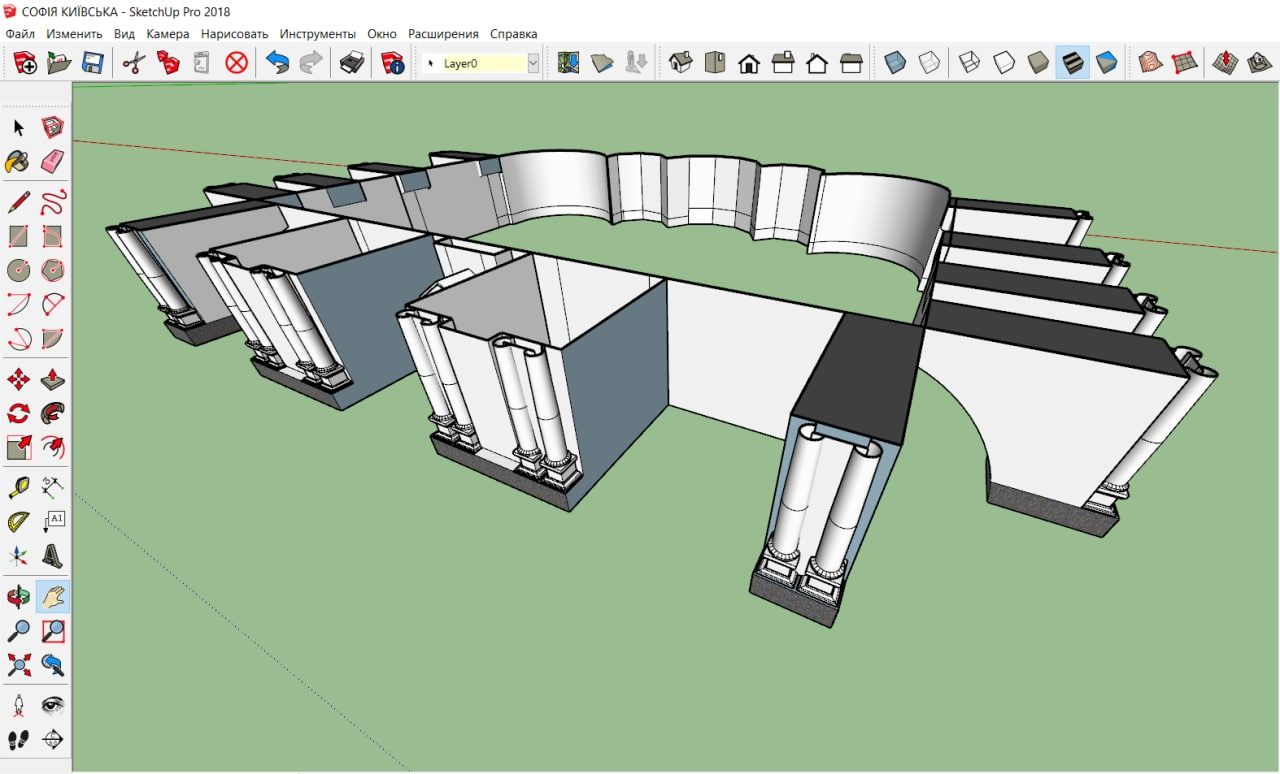 СОФІЯ КИЇВСЬКА - SketchUp Pro 2018
Файл Изменить Вид Камера Нарисовать Инструменты Окно Расширения Справка
Layer0
A1